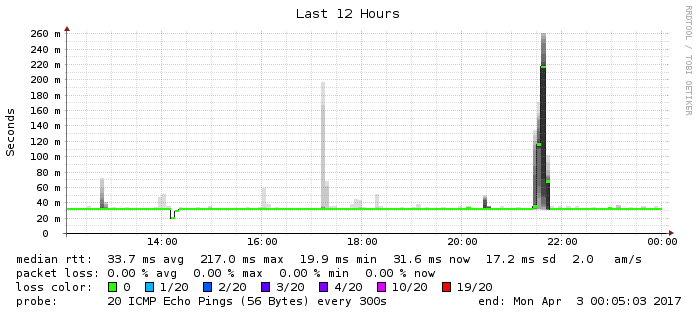 Last 12 Hours
RRDTOOL / TOBI OETIKER
Seconds
260 m
240 m
220 m
200 m
180 m
160 m
140 m
120 m
100 m
80 m
60 m
40 m
20 m
0
14:00 16:00 18:00 20:00 22:00 00:00
median rtt: 33.7 ms avg 217.0 ms max 19.9 ms min 31.6 ms now 17.2 ms sd 2.0 am/s
packet loss: 0.00 % avg 0.00 % max 0.00 % min 0.00 % now
loss color: 0 1/20 2/20 3/20 4/20 10/20 19/20
probe: 20 ICMP Echo Pings (56 Bytes) every 300s end: Mon Apr 3 00:05:03 2017